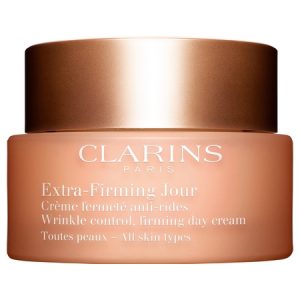 CLARINS
PARIS
Extra-Firming Jour
Crème fermeté anti-rides
Wrinkle control, firming day cream
Toutes peaux – All skin types